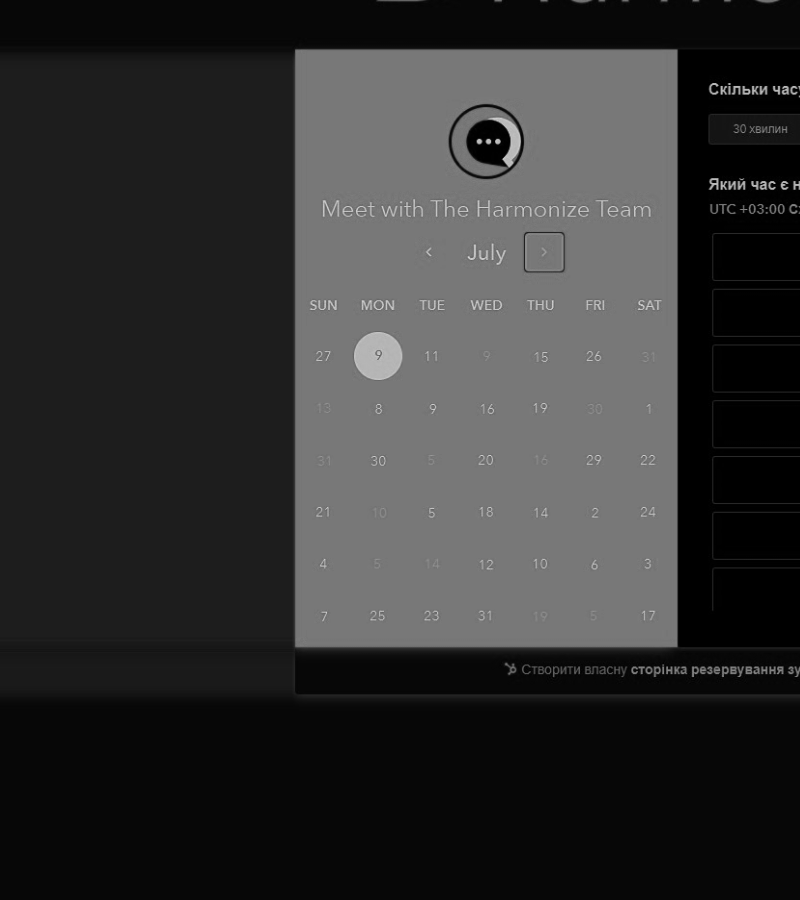 Meet with The Harmonize Team
July
SUN MON TUE WED THU FRI SAT
27 9 11 9 15 26 31
13 8 9 16 19 30 1
31 30 5 20 16 29 22
21 10 5 18 14 2 24
4 5 14 12 10 6 3
7 25 23 31 19 5 17
Скільки часу
30 хвилин
Який час є
UTC +03:00
Створити власну сторінка резервування